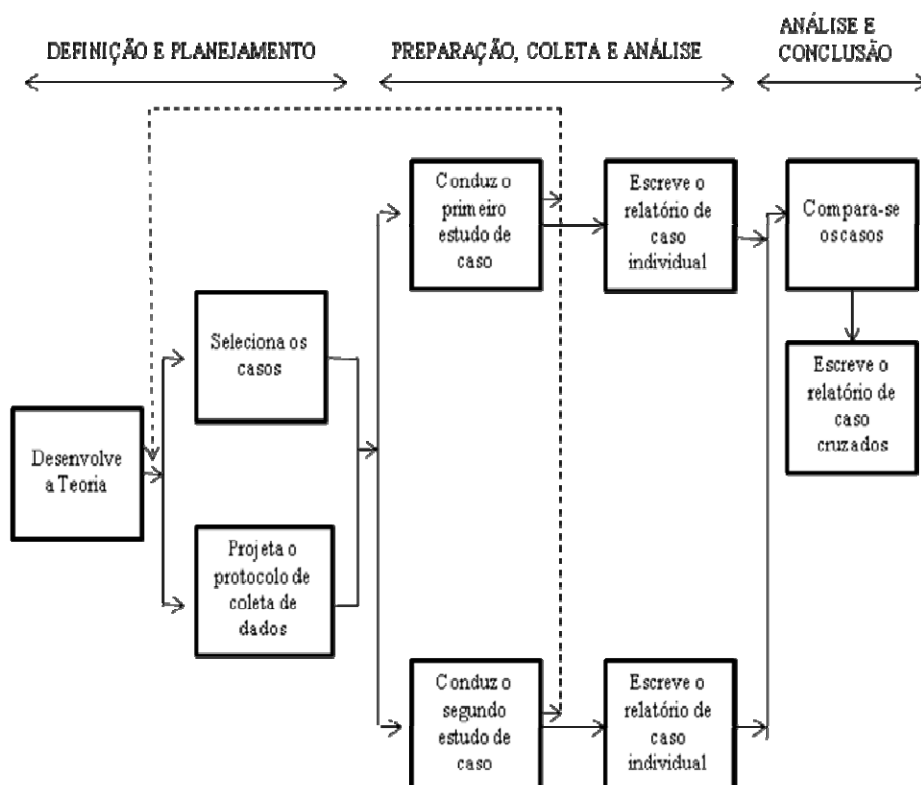 DEFINIÇÃO E PLANEJAMENTO
PREPARAÇÃO, COLETA E ANÁLISE
ANÁLISE E
CONCLUSÃO
Desenvolve
a Teoria
Seleciona os
casos
Projeta o
protocolo de
coleta de
dados
Conduz o
primeiro
estudo de
caso
Escreve o
relatório de
caso
individual
Conduz o
segundo
estudo de
caso
Escreve o
relatório de
caso
individual
Compara-se
os casos
Escreve o
relatório de
caso
cruzados